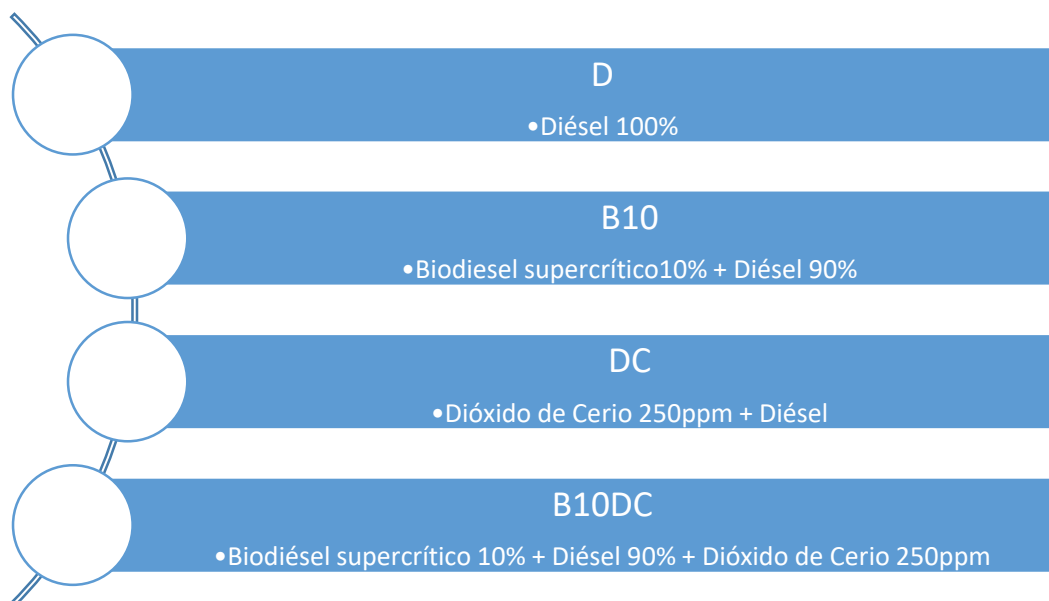 D
•Diésel 100%
B10
•Biodiesel supercrítico10% + Diésel 90%
DC
•Dióxido de Cerio 250ppm + Diésel
B10DC
•Biodiésel supercrítico 10% + Diésel 90% + Dióxido de Cerio 250ppm